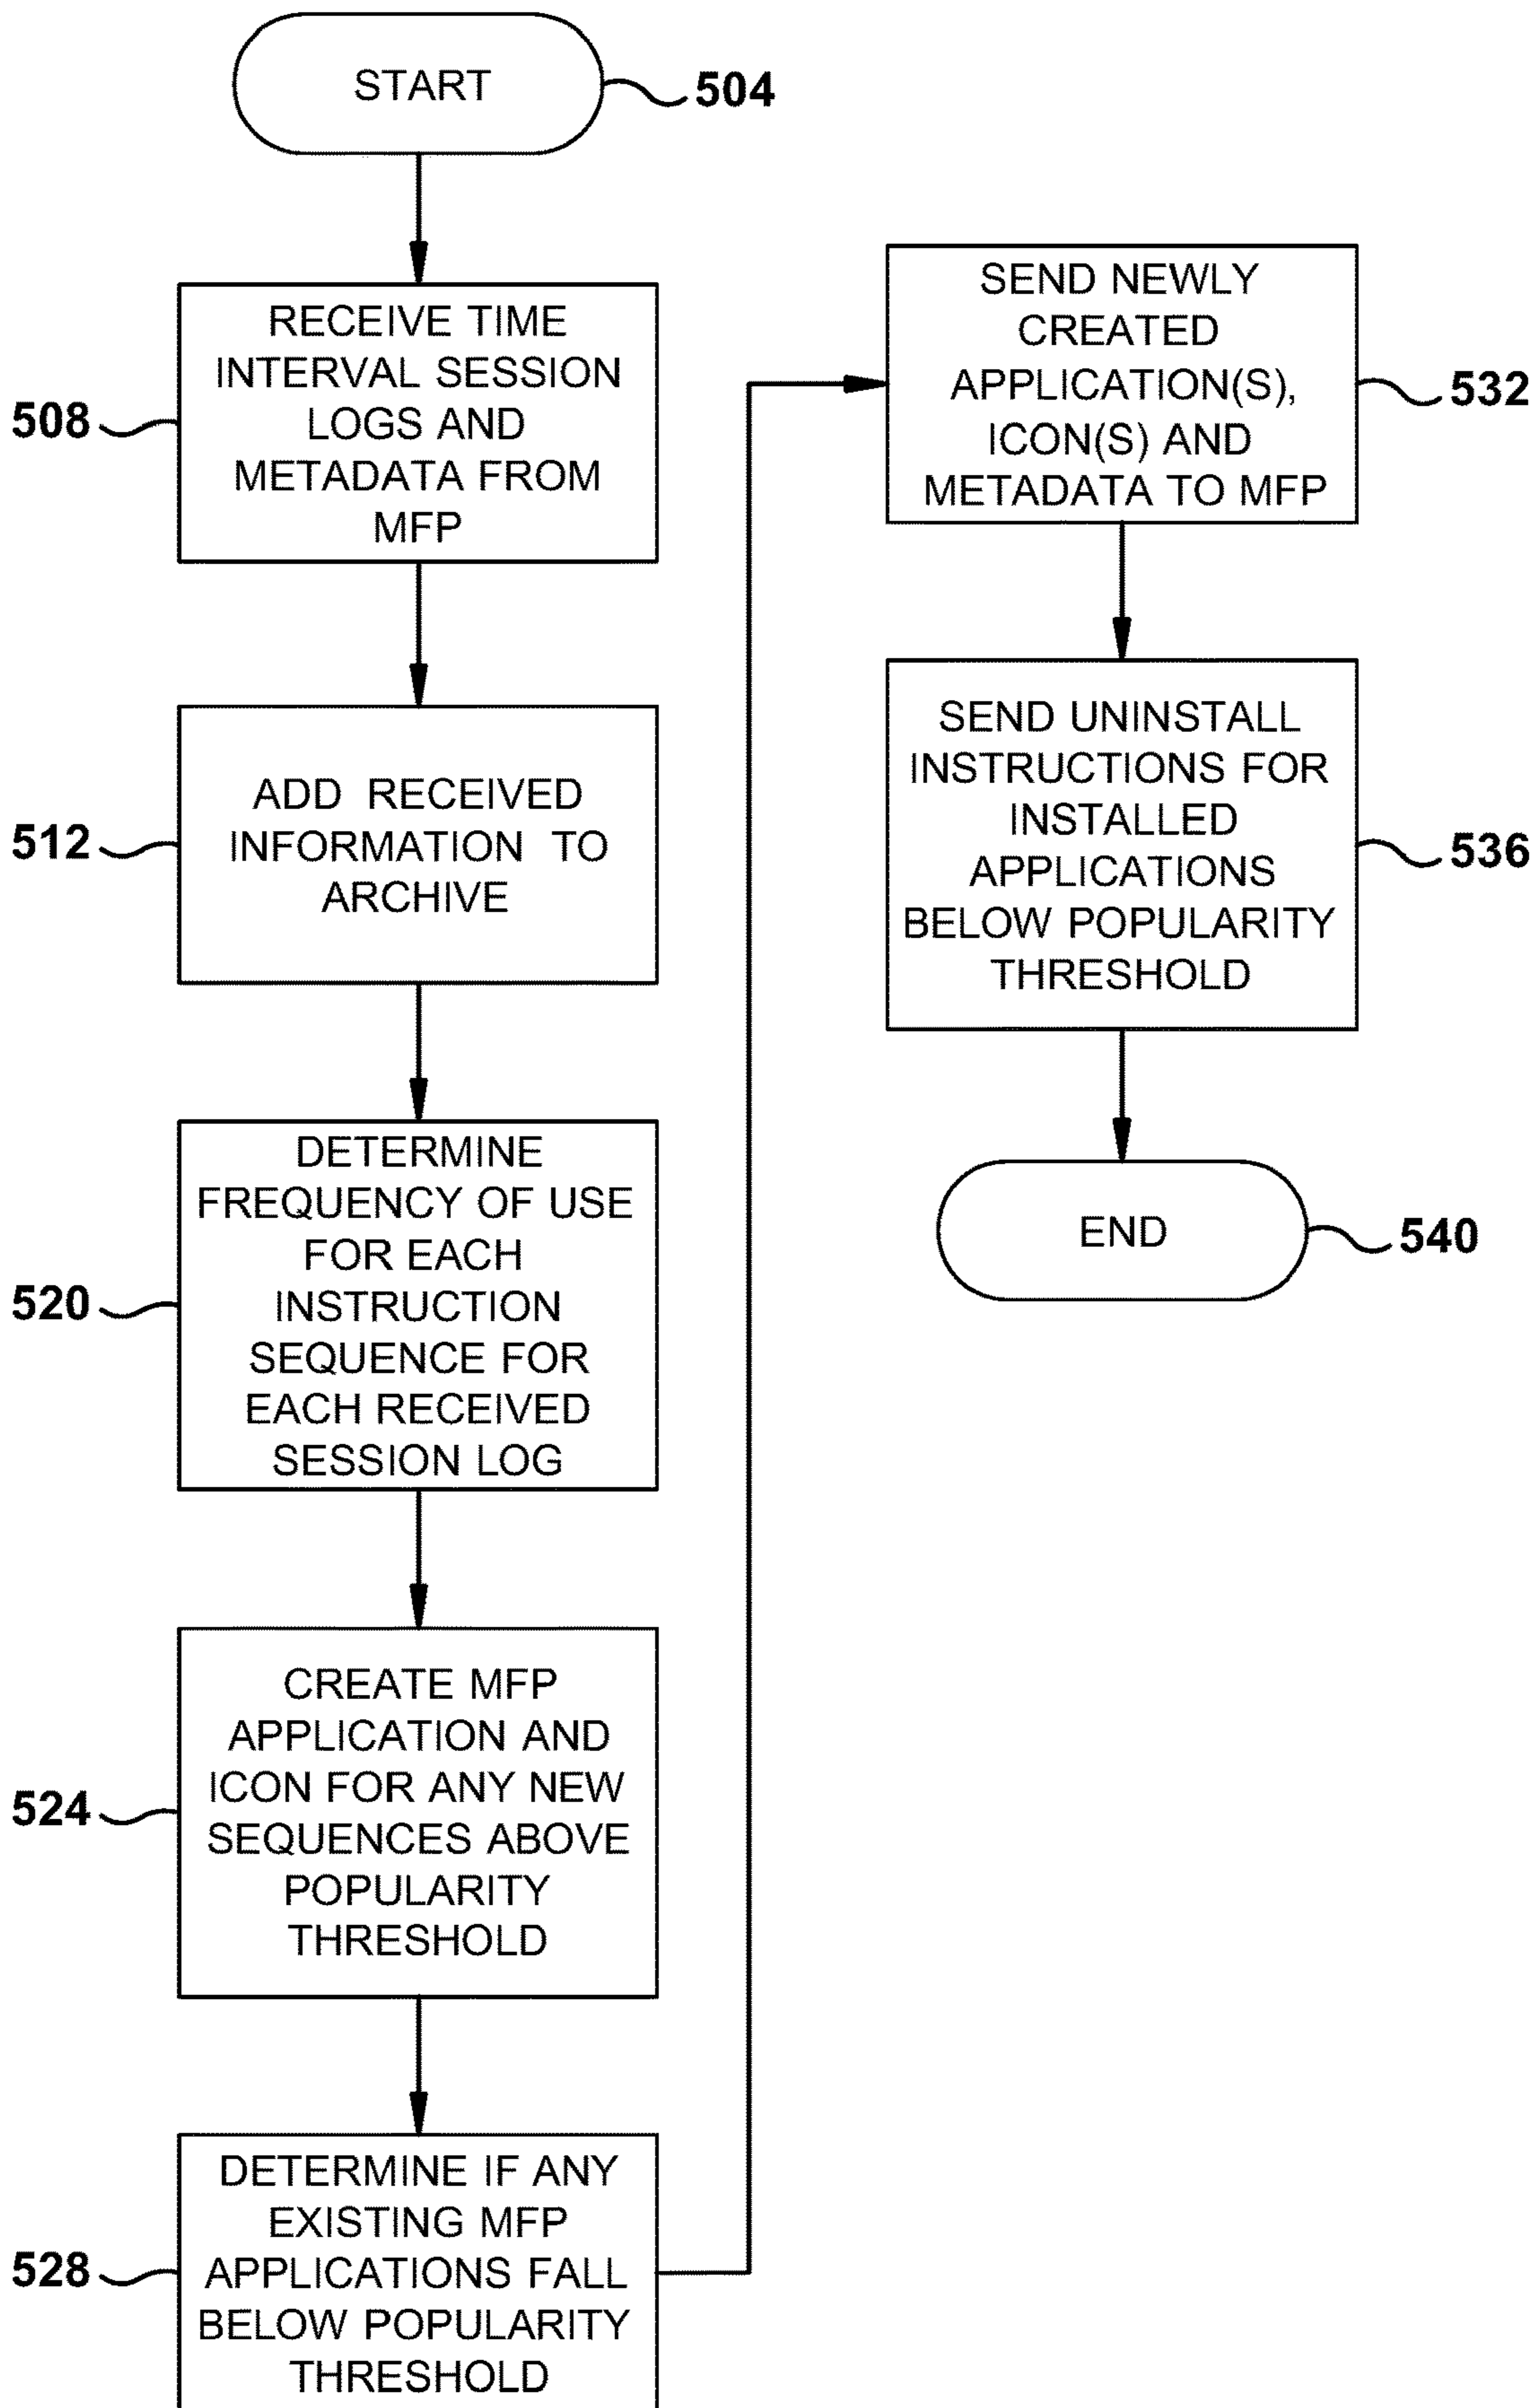 START
504
RECEIVE TIME
INTERVAL SESSION
LOGS AND
METADATA FROM
MFP
508
ADD RECEIVED
INFORMATION TO
ARCHIVE
512
DETERMINE
FREQUENCY OF USE
FOR EACH
INSTRUCTION
SEQUENCE FOR
EACH RECEIVED
SESSION LOG
520
CREATE MFP
APPLICATION AND
ICON FOR ANY NEW
SEQUENCES ABOVE
POPULARITY
THRESHOLD
524
DETERMINE IF ANY
EXISTING MFP
APPLICATIONS FALL
BELOW POPULARITY
THRESHOLD
528
SEND NEWLY
CREATED
APPLICATION(S),
ICON(S) AND
METADATA TO MFP
532
SEND UNINSTALL
INSTRUCTIONS FOR
INSTALLED
APPLICATIONS
BELOW POPULARITY
THRESHOLD
536
END
540